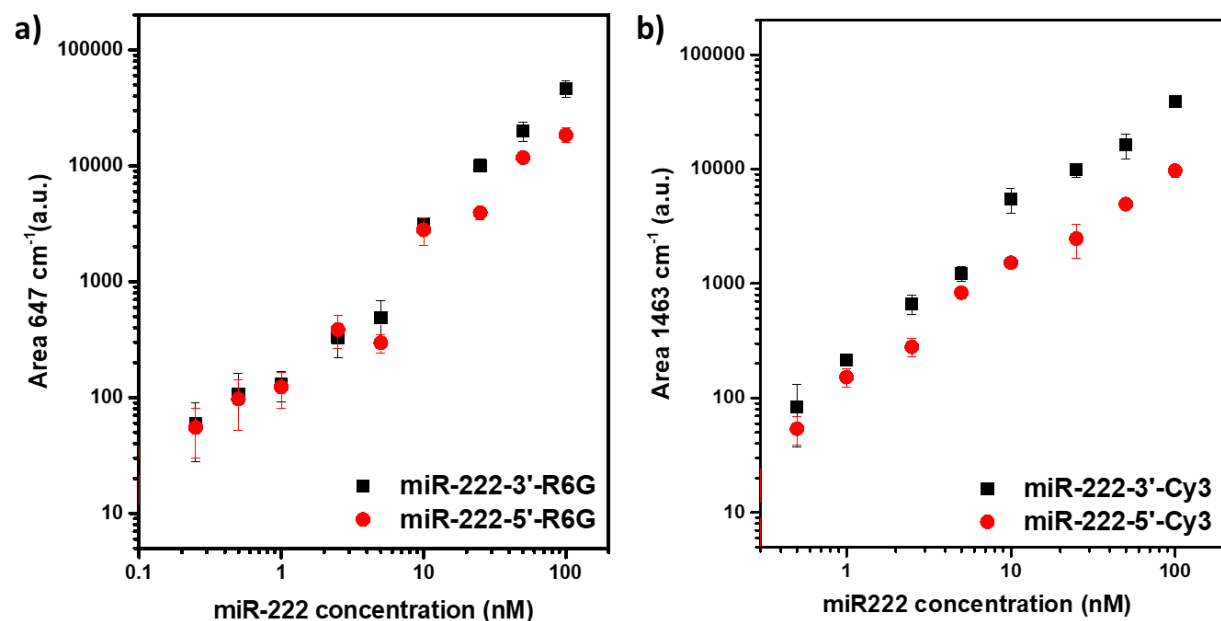 a)
100000
10000
1000
100
10
0.1
1
10
100
Area 647 cm⁻¹(a.u.)
miR-222 concentration (nM)
miR-222-3'-R6G
miR-222-5'-R6G
b)
100000
10000
1000
100
10
1
10
100
Area 1463 cm⁻¹ (a.u.)
miR222 concentration (nM)
miR-222-3'-Cy3
miR-222-5'-Cy3